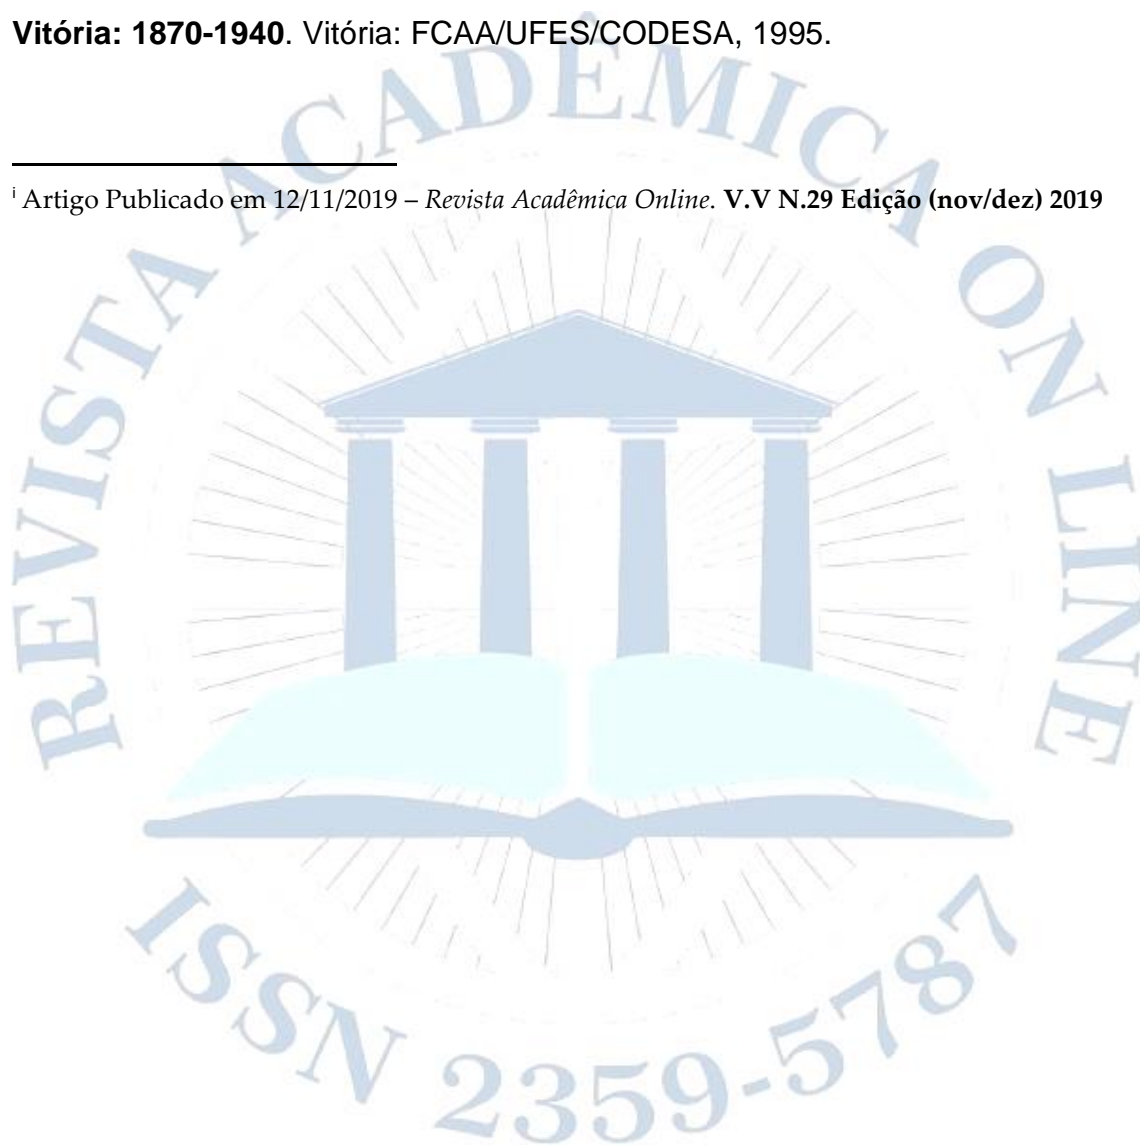 Vitória: 1870-1940. Vitória: FCAA/UFES/CODESA, 1995.
i Artigo Publicado em 12/11/2019 – Revista Acadêmica Online. V.V N.29 Edição (nov/dez) 2019
REVISTA ACADÊMICA ON LINE
ISSN 2359-5787